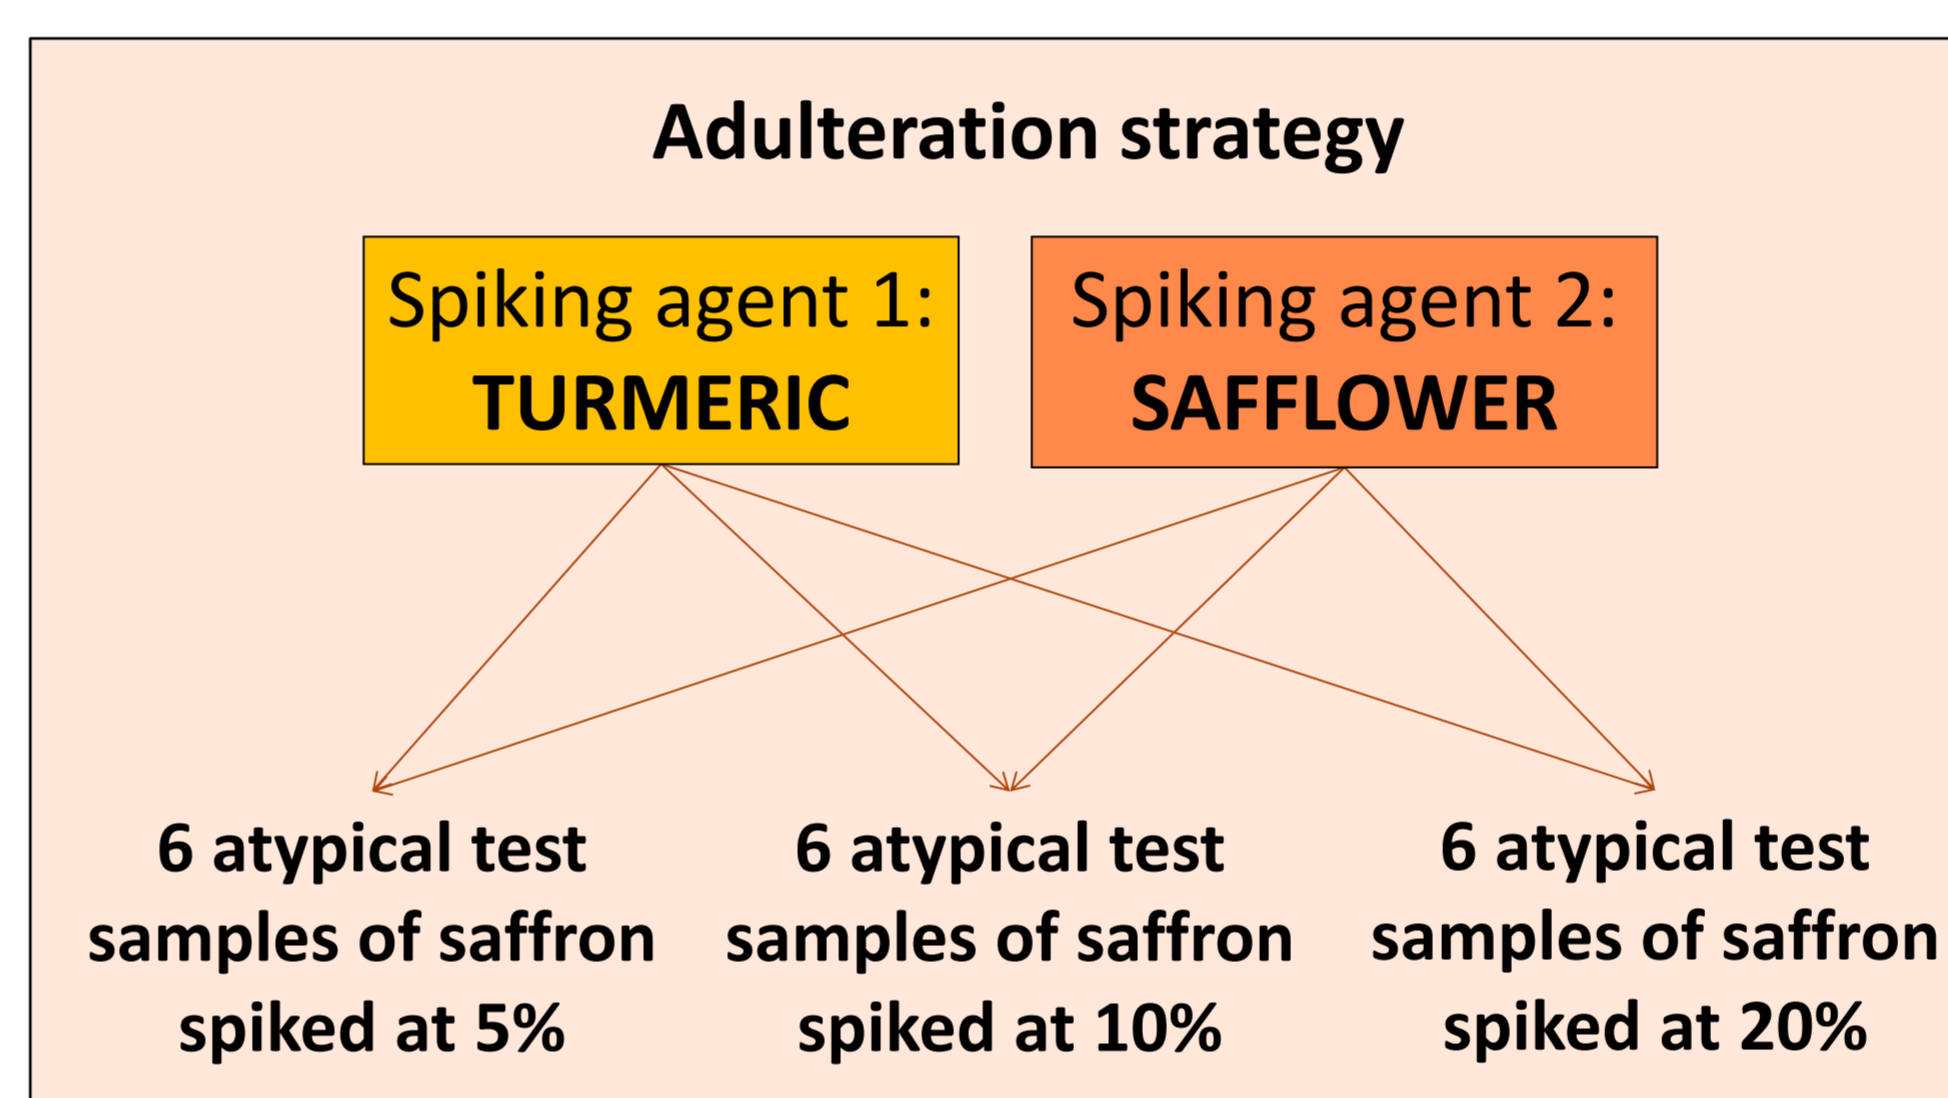 Adulteration strategy
Spiking agent 1:
TURMERIC
Spiking agent 2:
SAFFLOWER
6 atypical test
samples of saffron
spiked at 5%
6 atypical test
samples of saffron
spiked at 10%
6 atypical test
samples of saffron
spiked at 20%